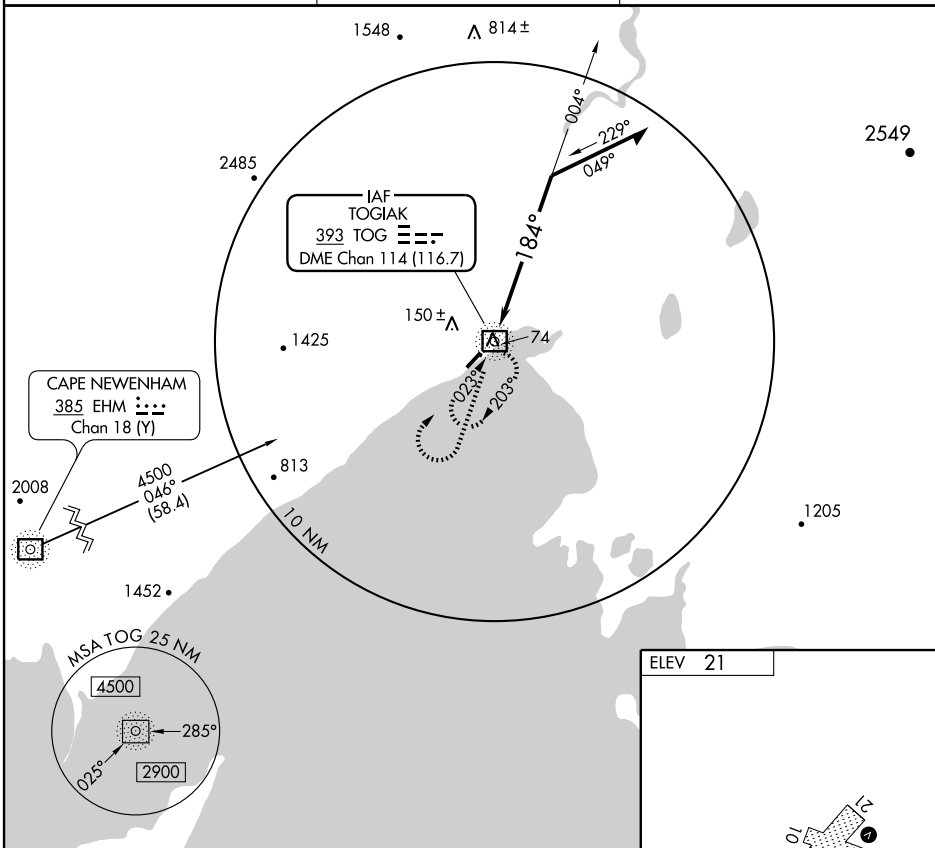 1548
814 ±
004°
229°
049°
2549
2485
IAF
TOGIAK
393 TOG
DME Chan 114 (116.7)
184°
150 ±
74
1425
023°
203°
CAPE NEWENHAM
385 EHM
Chan 18 (Y)
4500
046°
(58.4)
813
2008
10 NM
1205
1452
MSA TOG 25 NM
4500
285°
025°
2900
ELEV 21
21
10
V